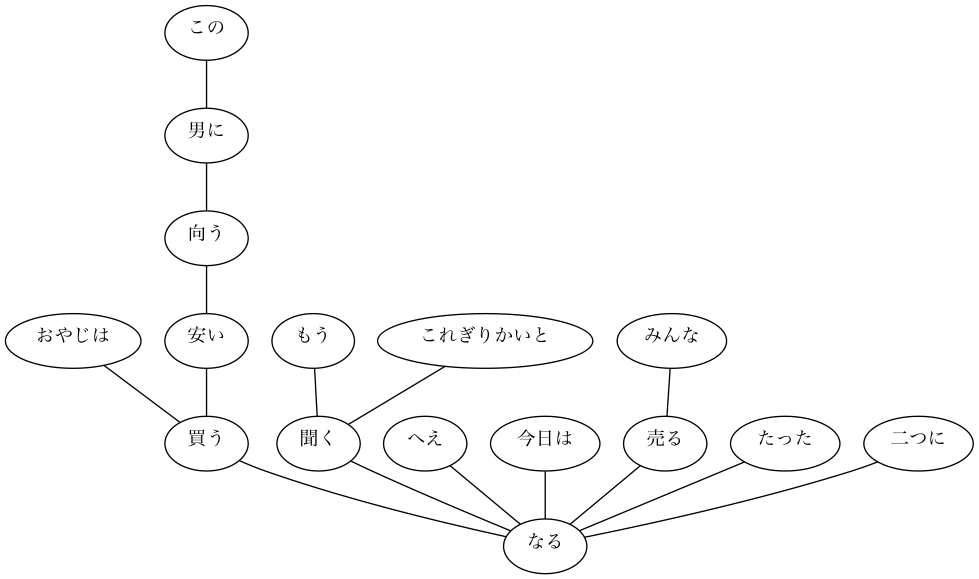 この
男に
向う
おやじは 安い もう これぎりかいと みんな
買う 聞く へえ 今日は 売る たった 二つに
なる